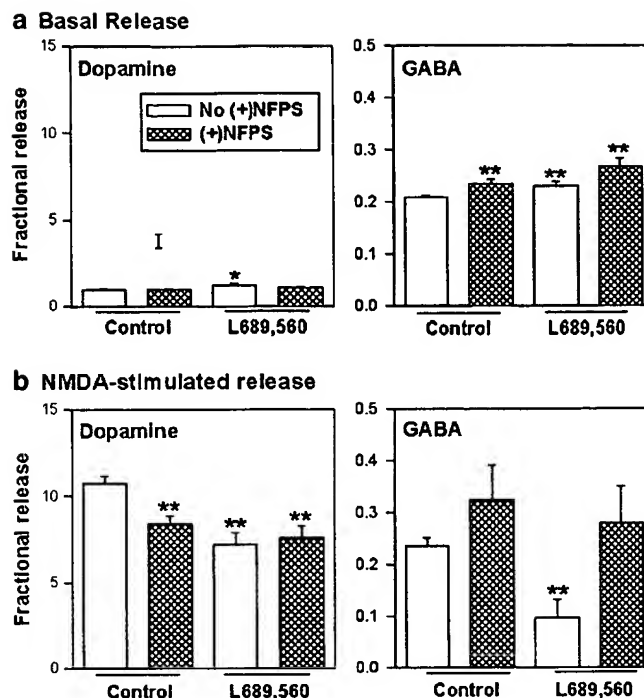 a Basal Release
Fractional release
15
10
5
0
Dopamine
No (+)NFPS
(+)NFPS
*
Control
L689,560
0.5
0.4
0.3
0.2
0.1
0.0
GABA
**
**
**
Control
L689,560
b NMDA-stimulated release
Fractional release
15
10
5
0
Dopamine
**
**
**
Control
L689,560
0.5
0.4
0.3
0.2
0.1
0.0
GABA
**
Control
L689,560